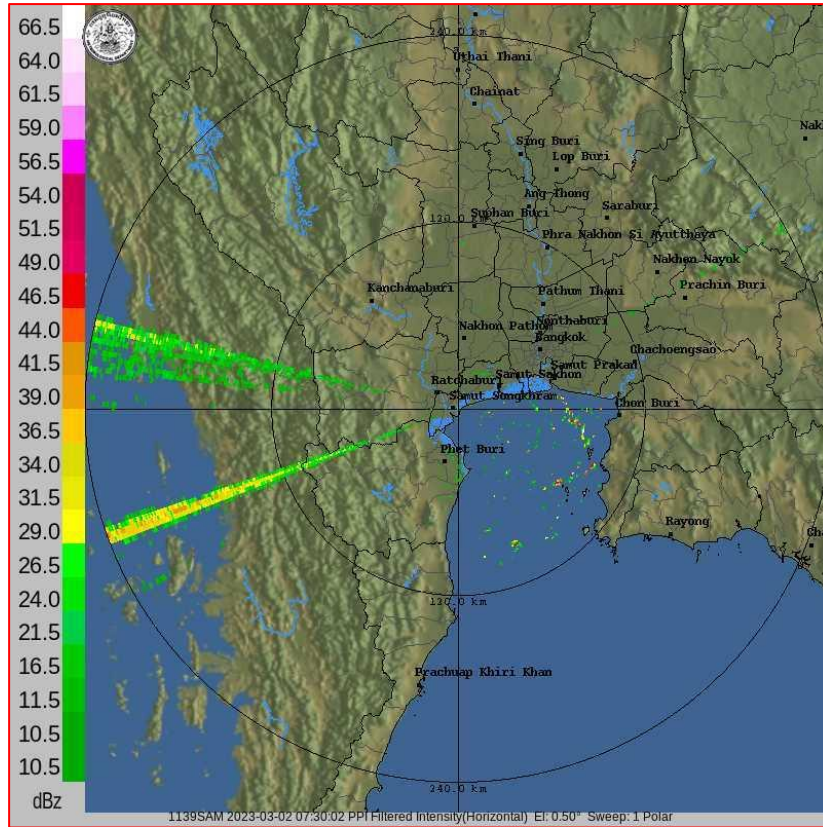 66.5
64.0
61.5
59.0
56.5
54.0
51.5
49.0
46.5
44.0
41.5
39.0
36.5
34.0
31.5
29.0
26.5
24.0
21.5
16.5
11.5
10.5
10.5
dBz
240.0 km
Uthai Thani
Chainat
Sing Buri
Lop Buri
Ang Thong
Suphan Buri
Saraburi
120.0 km
Phra Nakhon Si Ayutthaya
Nakhon Nayok
Prachin Buri
Kanchanaburi
Pathum Thani
Nonthaburi
Nakhon Pathom
Bangkok
Chachoengsao
Samut Prakan
Samut Sakhon
Ratchaburi
Samut Songkhram
Chon Buri
Phet Buri
Rayong
120.0 km
Prachuap Khiri Khan
240.0 km
1139SAM 2023-03-02 07:30:02 PPI Filtered Intensity(Horizontal) El: 0.50° Sweep: 1 Polar